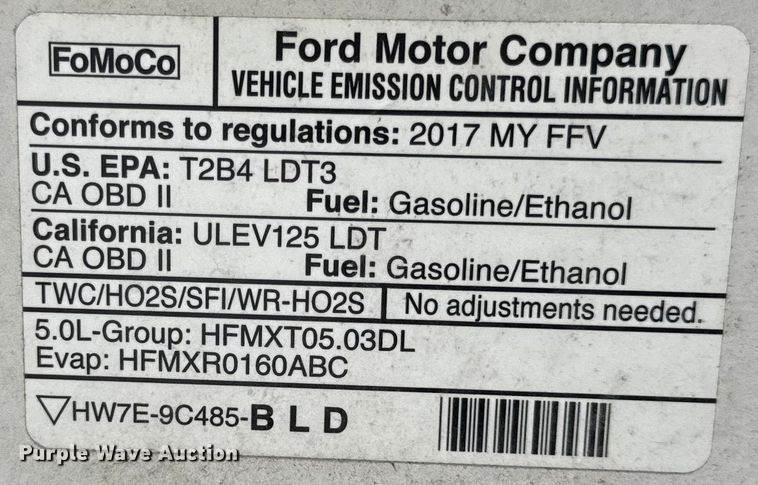 FoMoCo
Ford Motor Company
VEHICLE EMISSION CONTROL INFORMATION
Conforms to regulations: 2017 MY FFV
U.S. EPA: T2B4 LDT3
CA OBD II Fuel: Gasoline/Ethanol
California: ULEV125 LDT
CA OBD II Fuel: Gasoline/Ethanol
TWC/HO2S/SFI/WR-HO2S No adjustments needed.
5.0L-Group: HFMXT05.03DL
Evap: HFMXR0160ABC
▽HW7E-9C485-B L D
Purple Wave Auction